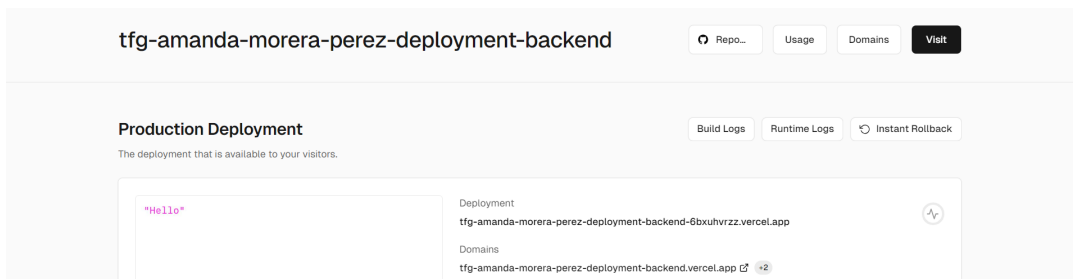 tfg-amanda-morera-perez-deployment-backend
Repo...
Usage
Domains
Visit
Production Deployment
Build Logs
Runtime Logs
Instant Rollback
The deployment that is available to your visitors.
"Hello"
Deployment
tfg-amanda-morera-perez-deployment-backend-6bxuhvrzz.vercel.app
Domains
tfg-amanda-morera-perez-deployment-backend.vercel.app
+2